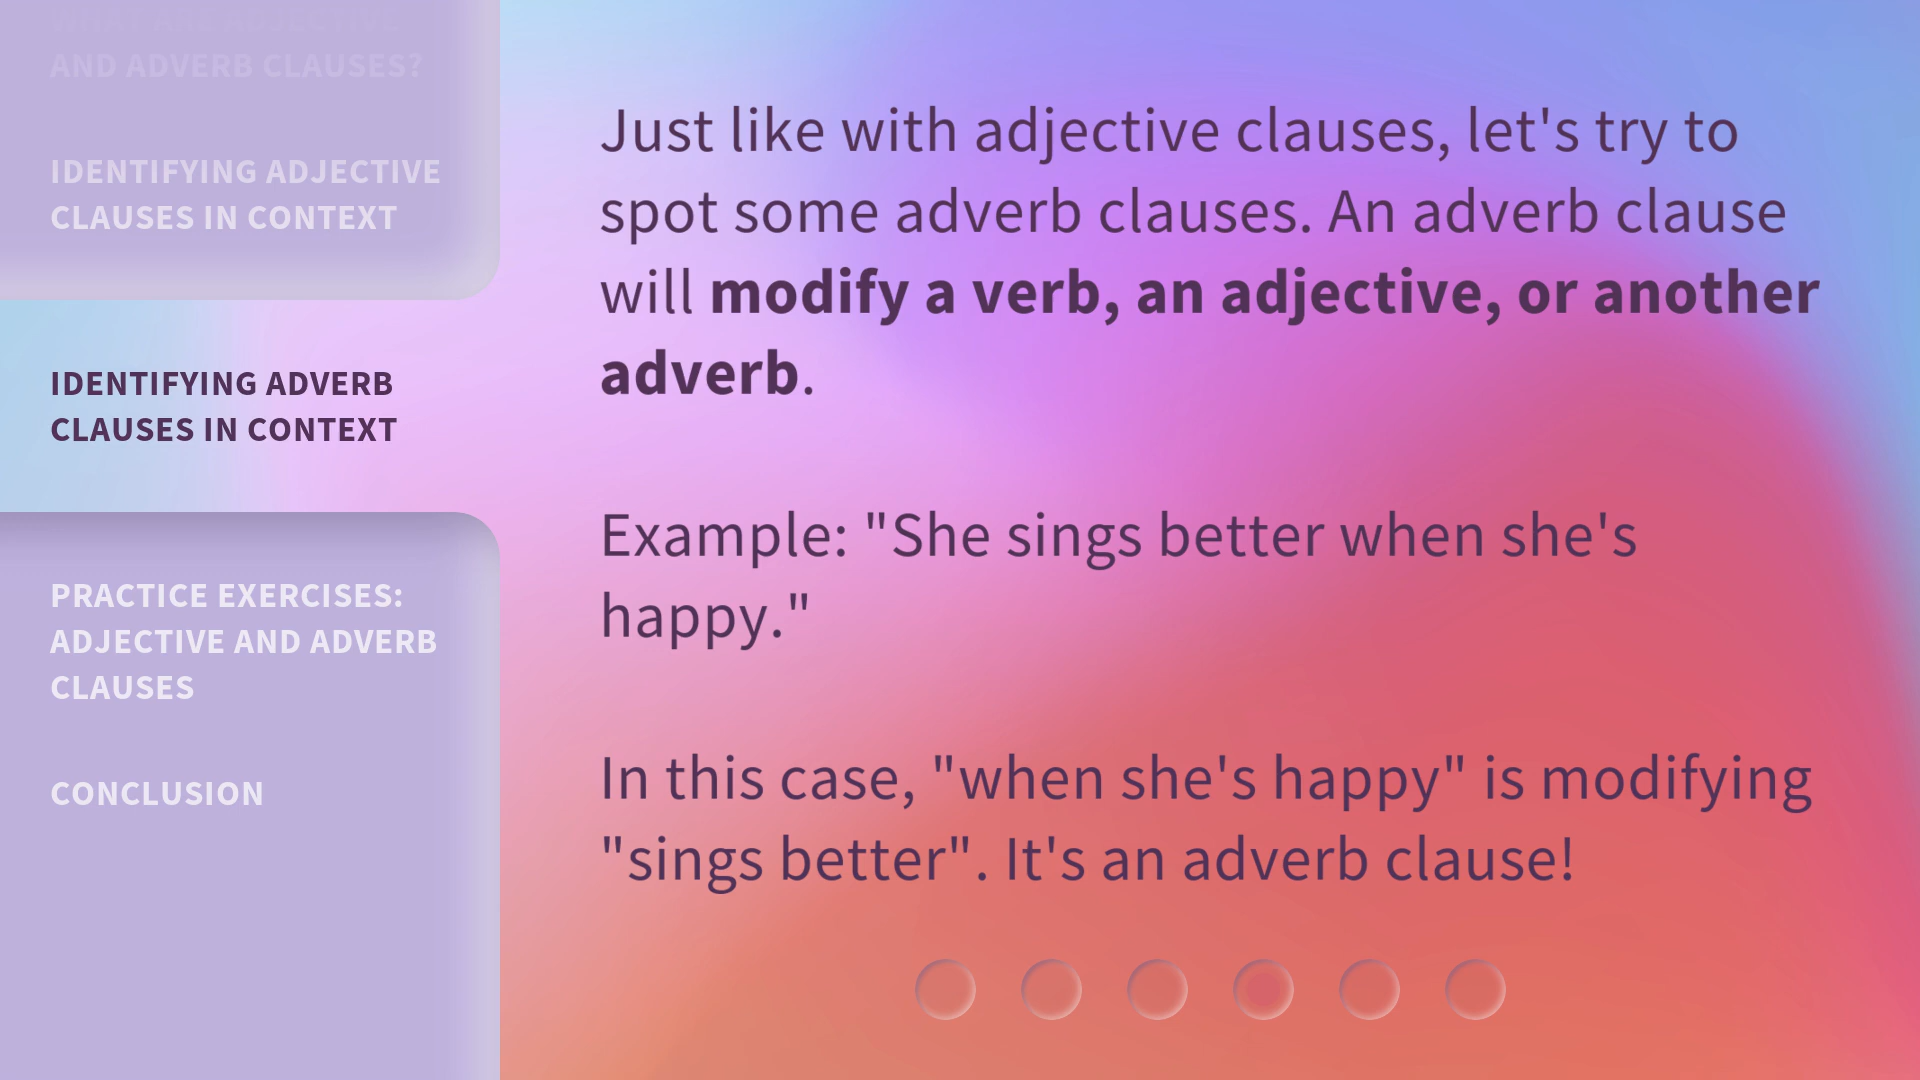 WHAT ARE ADJECTIVE
AND ADVERB CLAUSES?
IDENTIFYING ADJECTIVE
CLAUSES IN CONTEXT
IDENTIFYING ADVERB
CLAUSES IN CONTEXT
PRACTICE EXERCISES:
ADJECTIVE AND ADVERB
CLAUSES
CONCLUSION
Just like with adjective clauses, let's try to
spot some adverb clauses. An adverb clause
will modify a verb, an adjective, or another
adverb.
Example: "She sings better when she's
happy."
In this case, "when she's happy" is modifying
"sings better". It's an adverb clause!